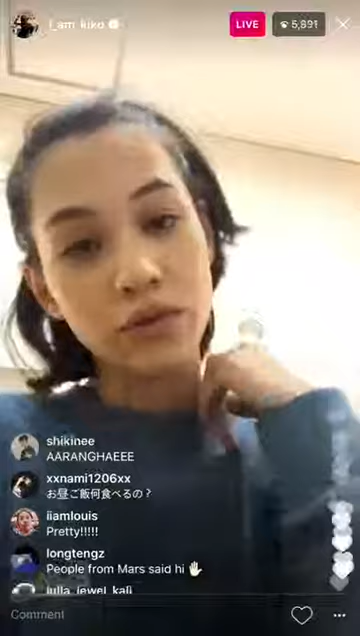 i_am_kiko
LIVE
5,891
shikinee
AARANGHAEEE
xxnami1206xx
お昼ご飯何食べるの？
iiamlouis
Pretty!!!!!
longtengz
People from Mars said hi 🖐
julla_jewel_kali
Comment